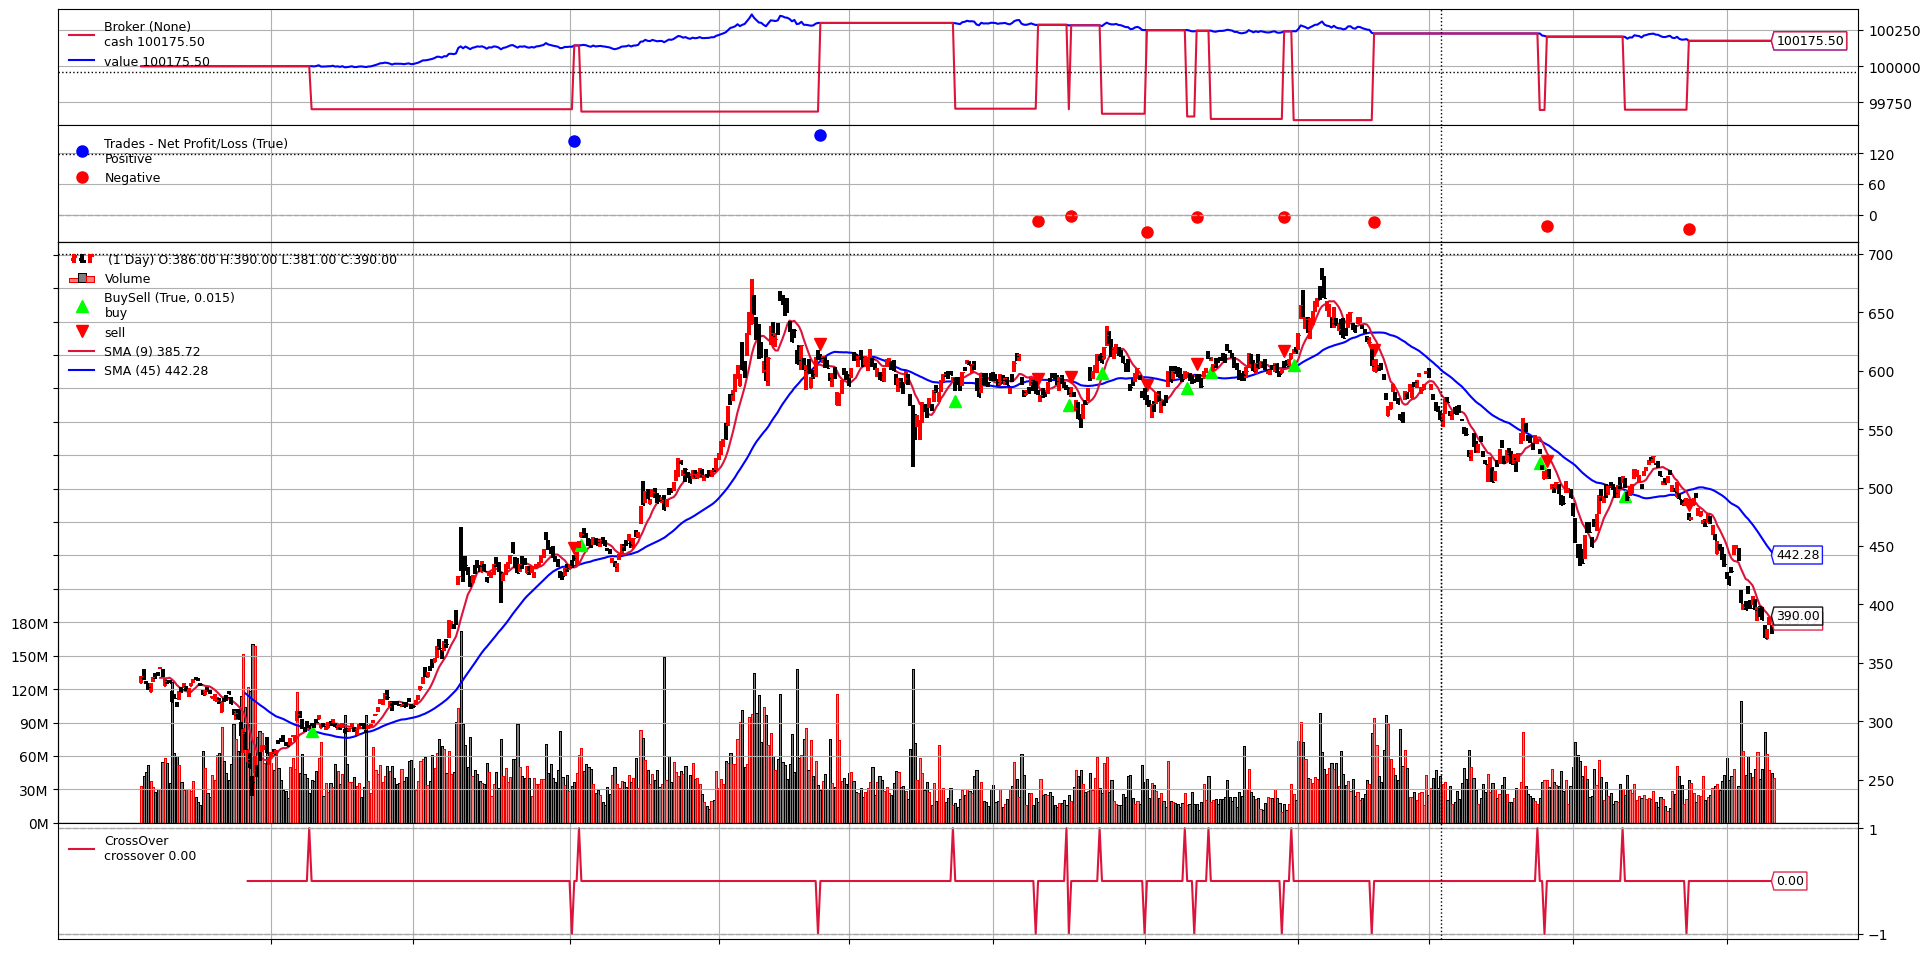 Broker (None)
cash 100175.50
value 100175.50
100250
100175.50
100000
99750
Trades - Net Profit/Loss (True)
Positive
Negative
120
60
0
(1 Day) O:386.00 H:390.00 L:381.00 C:390.00
Volume
BuySell (True, 0.015)
buy
sell
SMA (9) 385.72
SMA (45) 442.28
700
650
600
550
500
450
442.28
400
390.00
350
300
250
180M
150M
120M
90M
60M
30M
0M
CrossOver
crossover 0.00
1
0.00
−1